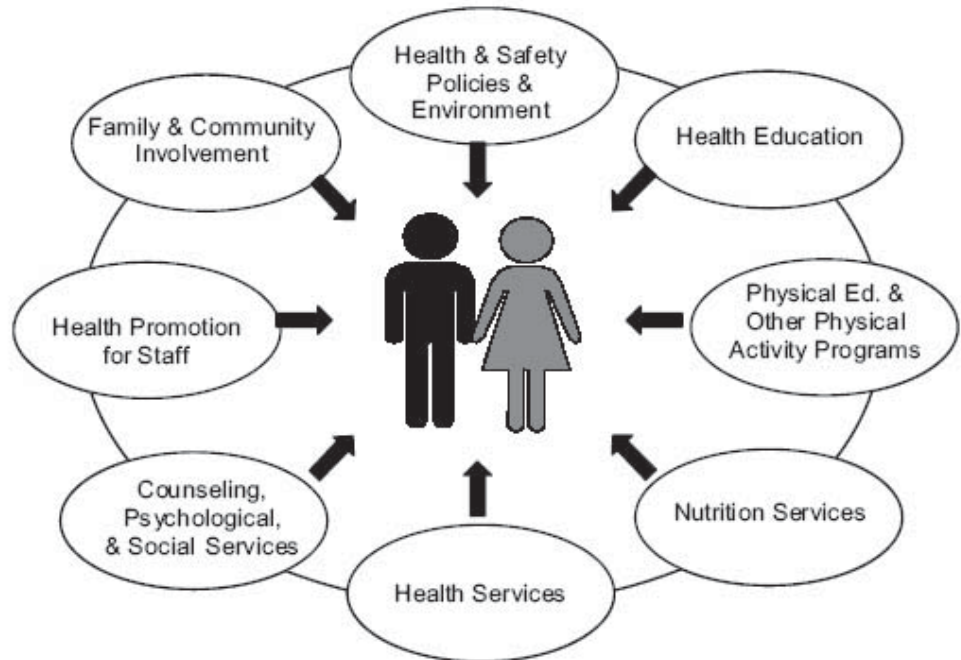 Health & Safety
Policies &
Environment
Family & Community
Involvement
Health Education
Health Promotion
for Staff
Physical Ed. &
Other Physical
Activity Programs
Counseling,
Psychological,
& Social Services
Nutrition Services
Health Services